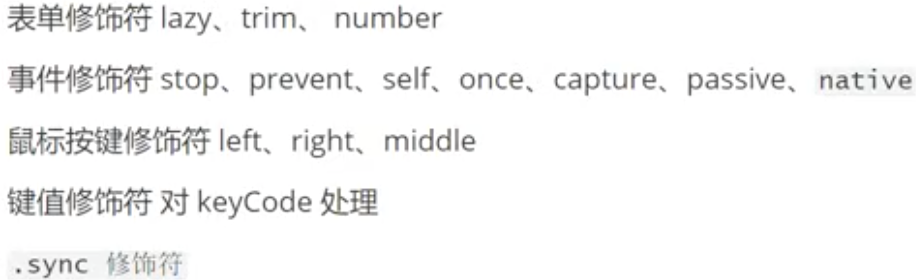 表单修饰符 lazy、trim、 number
事件修饰符 stop、prevent、self、once、capture、passive、native
鼠标按键修饰符 left、right、middle
键值修饰符 对 keyCode 处理
.sync 修饰符